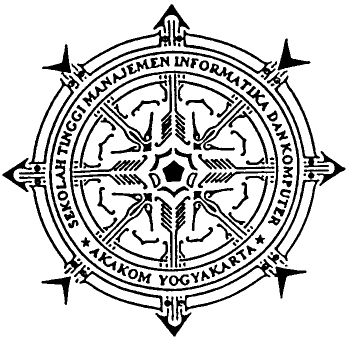 SEKOLAH TINGGI MANAJEMEN INFORMATIKA DAN KOMPUTER
★ AKAKOM YOGYAKARTA ★